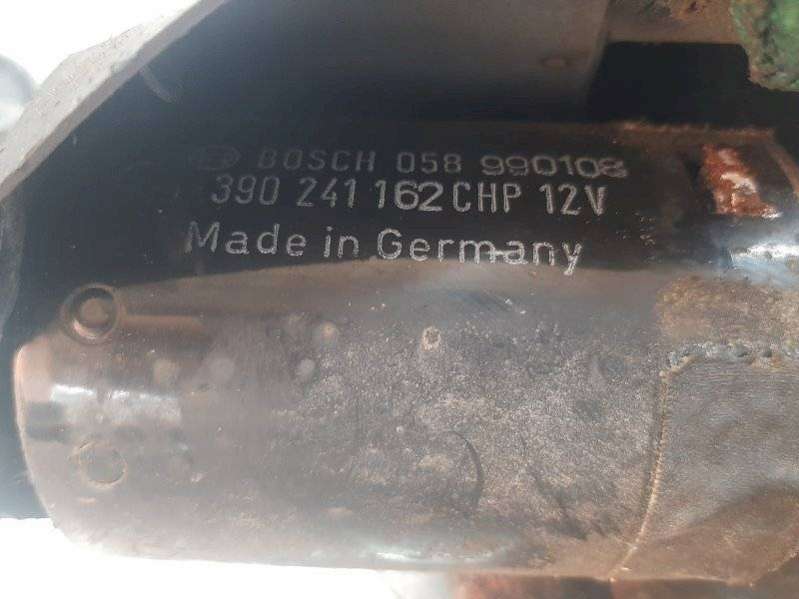 BOSCH 058 990108
390 241 162 CHP 12V
Made in Germany